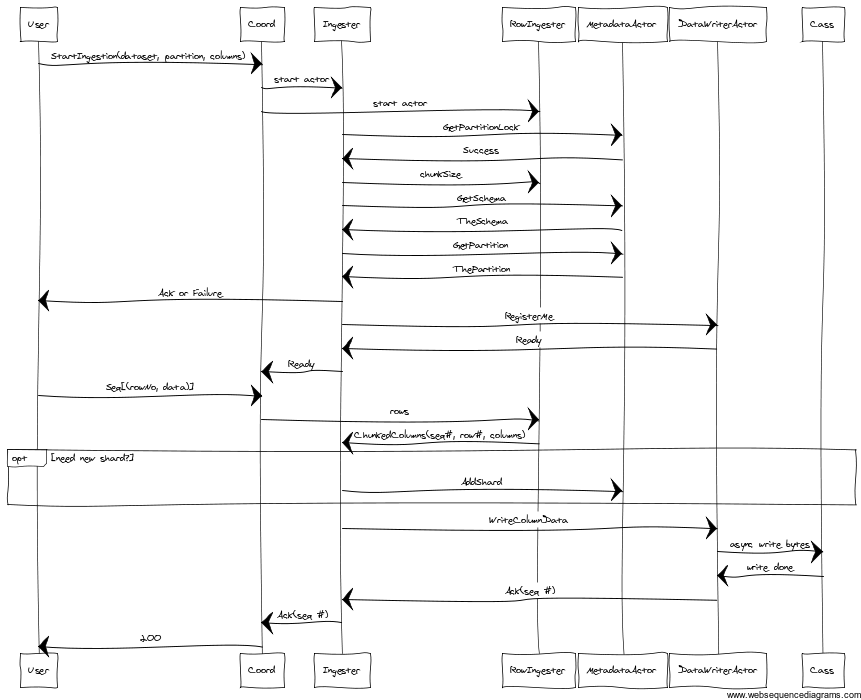 User Coord Ingester RowIngester MetadataActor DataWriterActor Cass
StartIngestion(dataset, partition, columns)
start actor
start actor
GetPartitionLock
Success
chunkSize
GetSchema
TheSchema
GetPartition
ThePartition
Ack or Failure
RegisterMe
Ready
Ready
Seq[(rowNo, data)]
rows
ChunkedColumns(seq#, row#, columns)
opt [need new shard?]
AddShard
WriteColumnData
async write bytes
write done
Ack(seq #)
Ack(seq #)
200
User Coord Ingester RowIngester MetadataActor DataWriterActor Cass
www.websequencediagrams.com